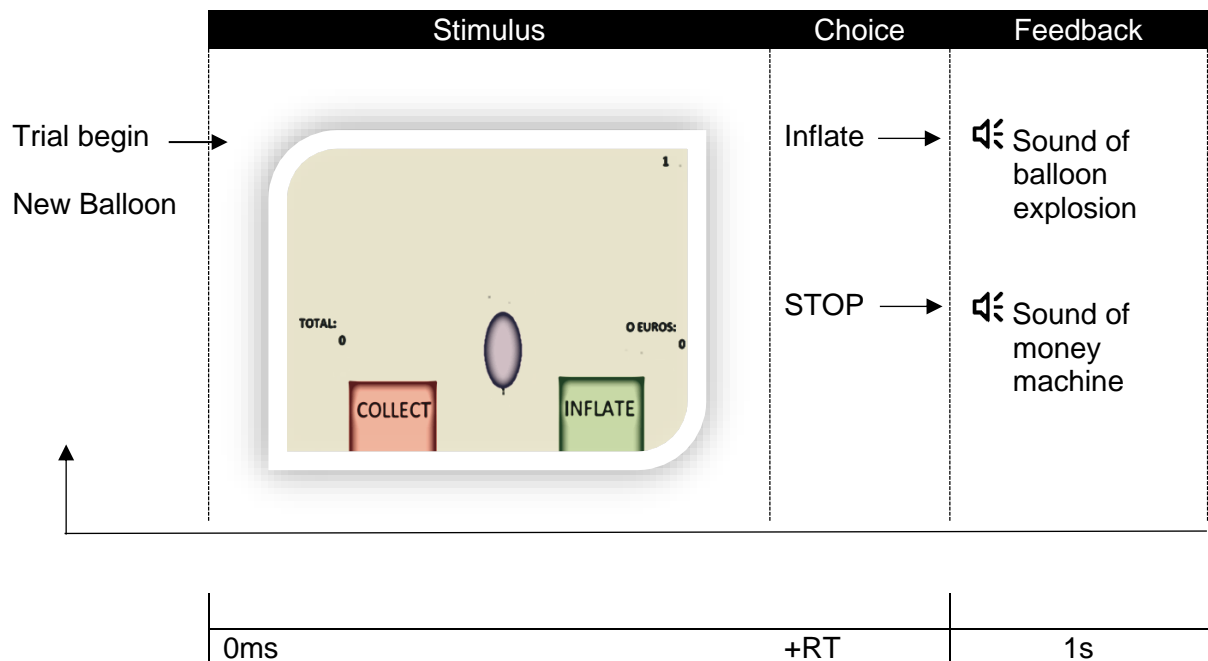 Stimulus Choice Feedback
Trial begin
New Balloon
1
TOTAL:
0
O EUROS:
0
COLLECT
INFLATE
Inflate
Sound of
balloon
explosion
STOP
Sound of
money
machine
0ms +RT 1s